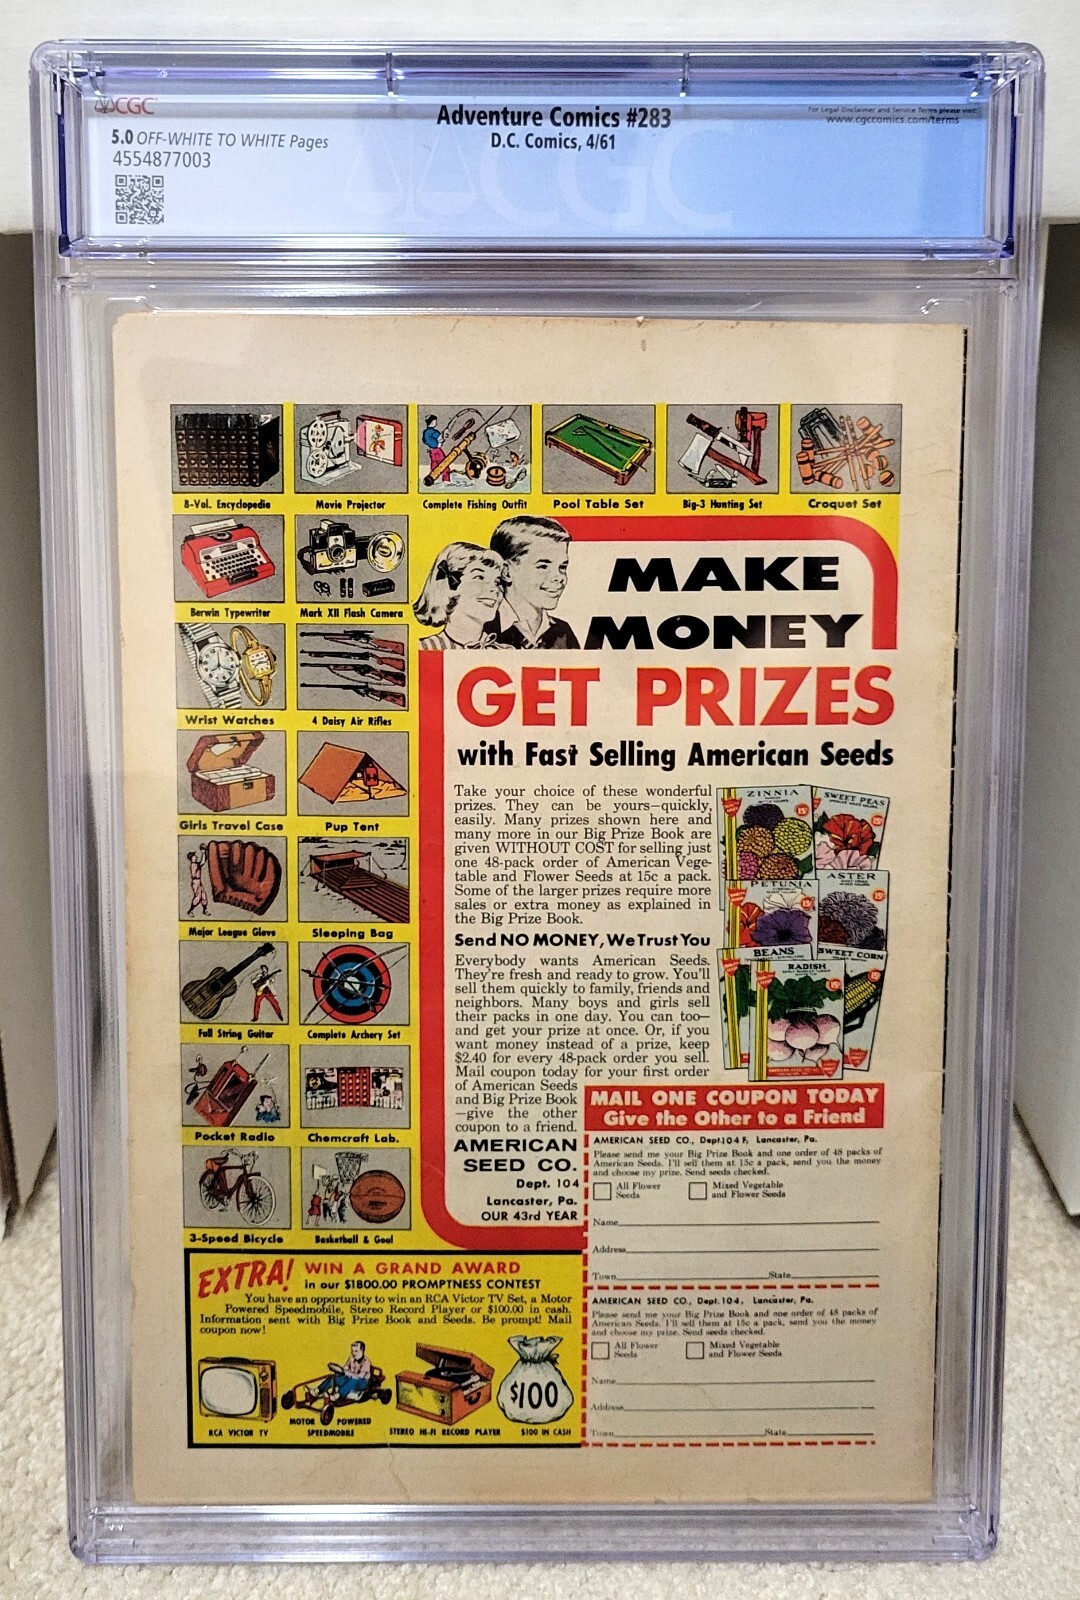 CGC
Adventure Comics #283
For Legal Disclaimer and Service Terms please visit:
www.cgccomics.com/terms
5.0 OFF-WHITE TO WHITE Pages
D.C. Comics, 4/61
4554877003
CGC
8-Vol. Encyclopedia
Movie Projector
Complete Fishing Outfit
Pool Table Set
Big-3 Hunting Set
Croquet Set
Berwin Typewriter
Mark XII Flash Camera
Wrist Watches
4 Daisy Air Rifles
Girls Travel Case
Pup Tent
Major League Glove
Sleeping Bag
Full String Guitar
Complete Archery Set
Pocket Radio
Chemcraft Lab.
3-Speed Bicycle
Basketball & Goal
MAKE
MONEY
GET PRIZES
with Fast Selling American Seeds
Take your choice of these wonderful
prizes. They can be yours—quickly,
easily. Many prizes shown here and
many more in our Big Prize Book are
given WITHOUT COST for selling just
one 48-pack order of American Vege-
table and Flower Seeds at 15c a pack.
Some of the larger prizes require more
sales or extra money as explained in
the Big Prize Book.
Send NO MONEY, We Trust You
Everybody wants American Seeds.
They're fresh and ready to grow. You'll
sell them quickly to family, friends and
neighbors. Many boys and girls sell
their packs in one day. You can too—
and get your prize at once. Or, if you
want money instead of a prize, keep
$2.40 for every 48-pack order you sell.
Mail coupon today for your first order
of American Seeds
and Big Prize Book
—give the other
coupon to a friend.
AMERICAN
SEED CO.
Dept. 104
Lancaster, Pa.
OUR 43rd YEAR
ZINNIA
15¢
SWEET PEAS
15¢
PETUNIA
15¢
ASTER
15¢
BEANS
SWEET CORN
RADISH
15¢
MAIL ONE COUPON TODAY
Give the Other to a Friend
AMERICAN SEED CO., Dept.104 F, Lancaster, Pa.
Please send me your Big Prize Book and one order of 48 packs of
American Seeds. I'll sell them at 15c a pack, send you the money
and choose my prize. Send seeds checked.
All Flower
Seeds
Mixed Vegetable
and Flower Seeds
Name
Address
Town State
AMERICAN SEED CO., Dept. 104, Lancaster, Pa.
Please send me your Big Prize Book and one order of 48 packs of
American Seeds. I'll sell them at 15c a pack, send you the money
and choose my prize. Send seeds checked.
All Flower
Seeds
Mixed Vegetable
and Flower Seeds
Name
Address
Town State
EXTRA! WIN A GRAND AWARD
in our $1800.00 PROMPTNESS CONTEST
You have an opportunity to win an RCA Victor TV Set, a Motor
Powered Speedmobile, Stereo Record Player or $100.00 in cash.
Information sent with Big Prize Book and Seeds. Be prompt! Mail
coupon now!
$100
RCA VICTOR TV
MOTOR POWERED
SPEEDMOBILE
STEREO HI-FI RECORD PLAYER
$100 IN CASH